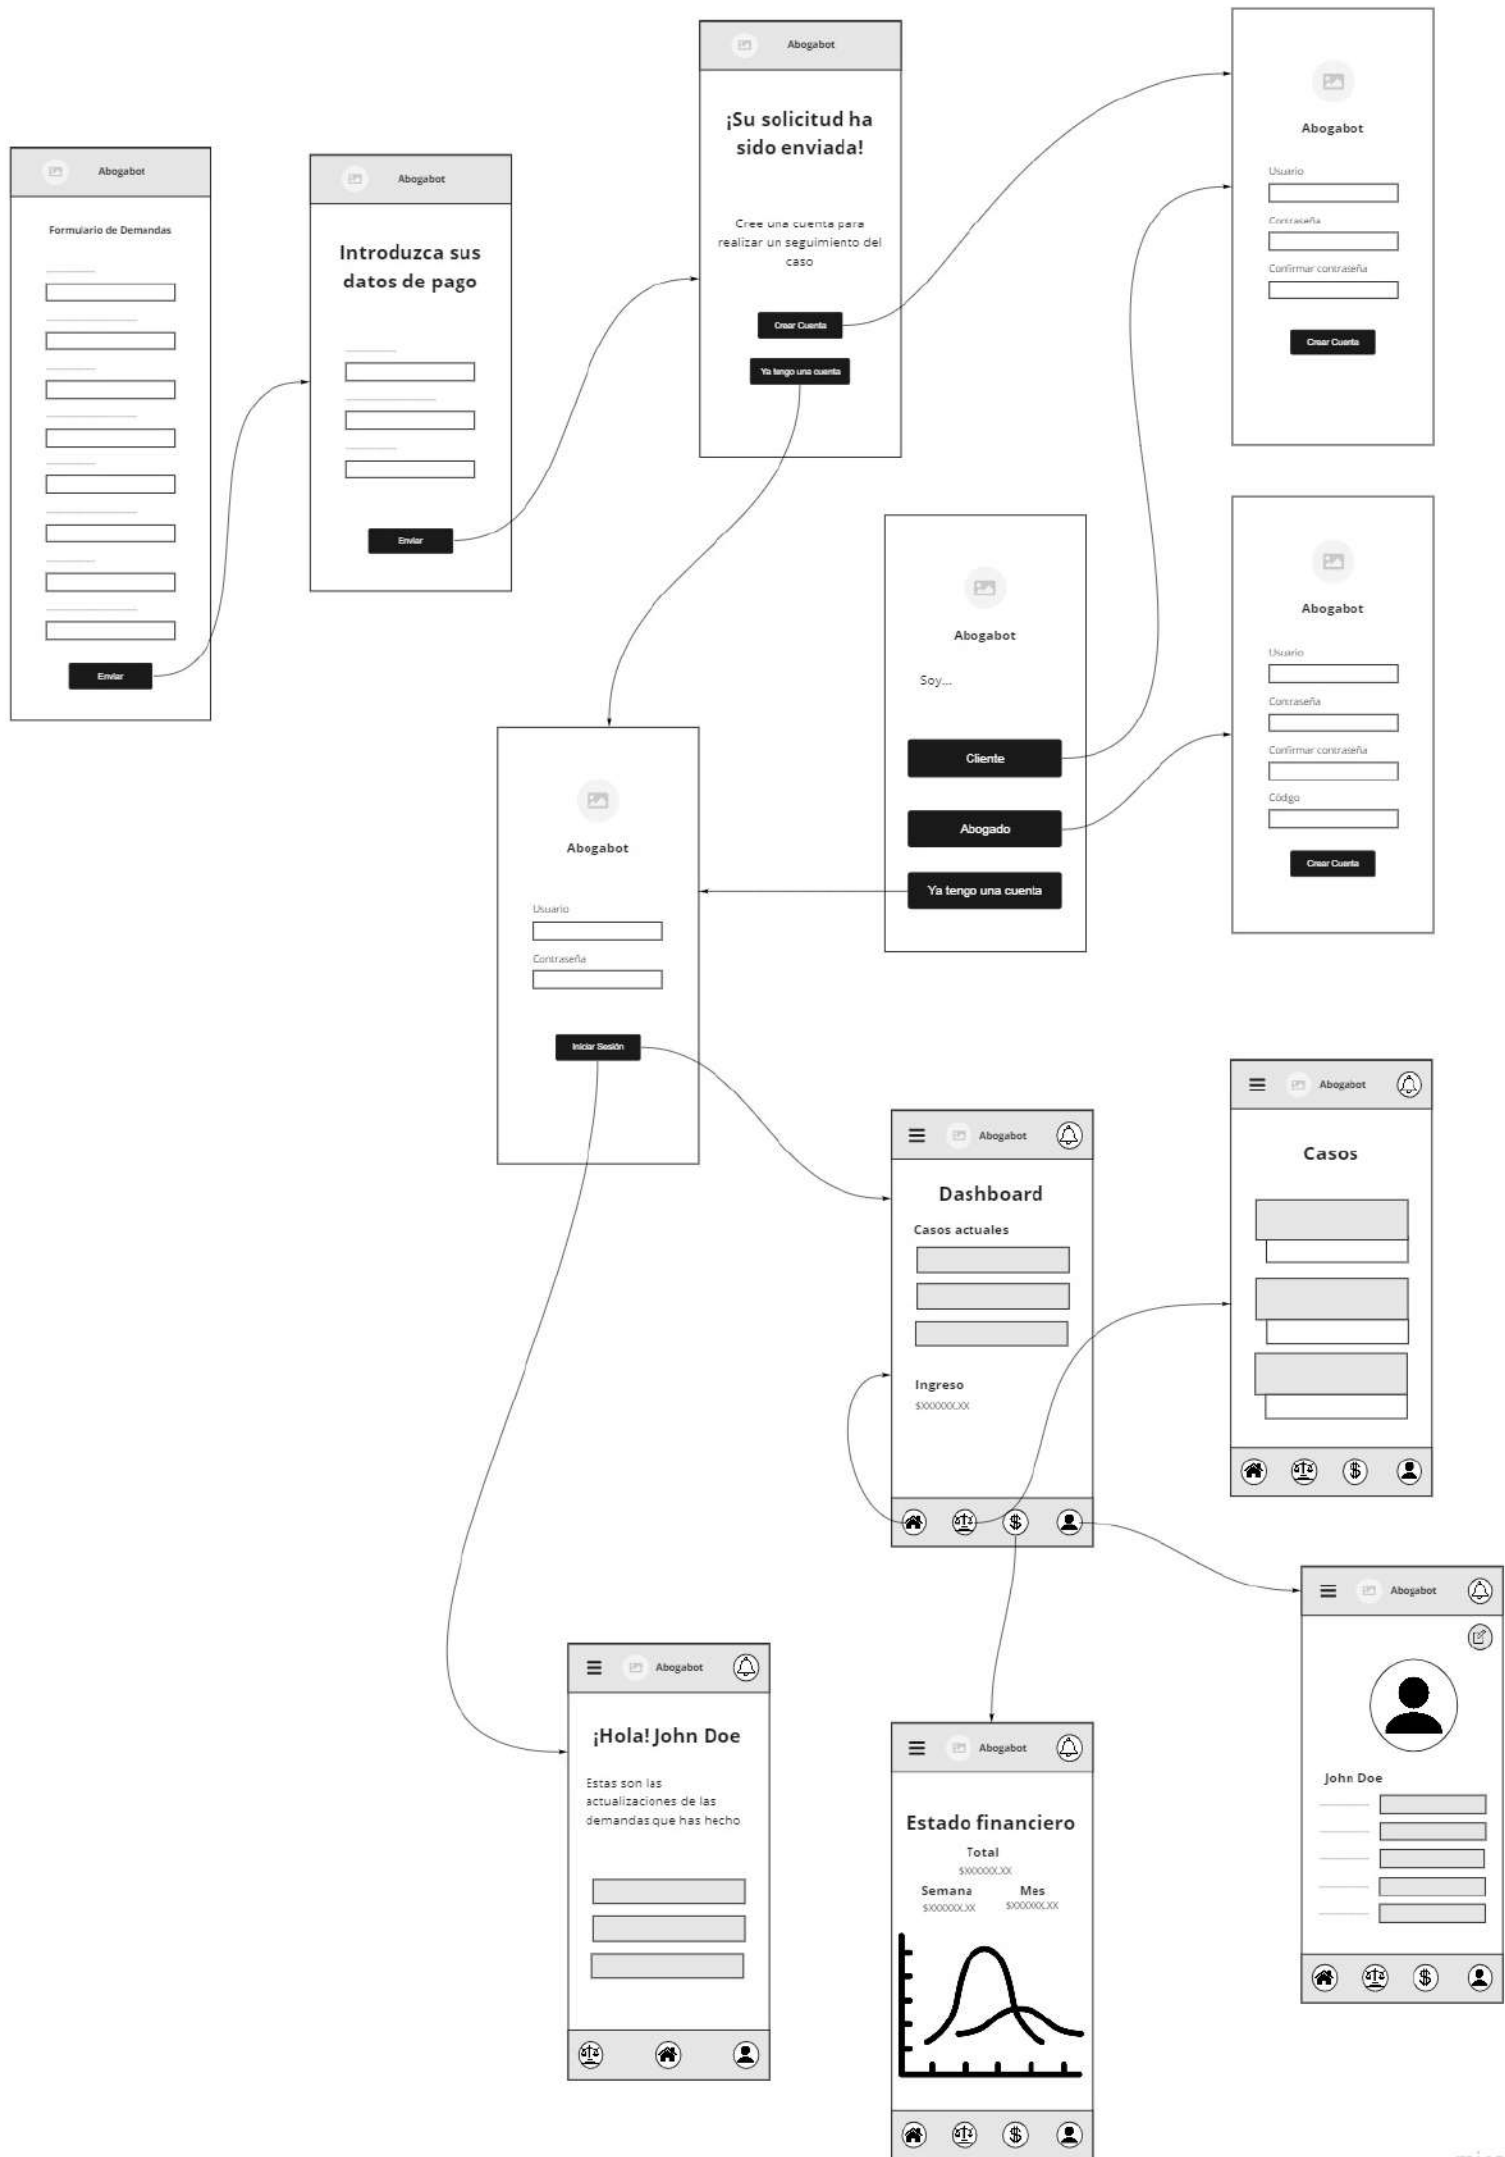 Abogabot
Formulario de Demandas
Enviar
Abogabot
Introduzca sus
datos de pago
Enviar
Abogabot
¡Su solicitud ha
sido enviada!
Cree una cuenta para
realizar un seguimiento del
caso
Crear Cuenta
Ya tengo una cuenta
Abogabot
Usuario
Contraseña
Confirmar contraseña
Crear Cuenta
Abogabot
Soy...
Cliente
Abogado
Ya tengo una cuenta
Abogabot
Usuario
Contraseña
Confirmar contraseña
Código
Crear Cuenta
Abogabot
Usuario
Contraseña
Iniciar Sesión
Abogabot
Dashboard
Casos actuales
Ingreso
$XXXXXX.XX
Abogabot
Casos
Abogabot
¡Hola! John Doe
Estas son las
actualizaciones de las
demandas que has hecho
Abogabot
Estado financiero
Total
$XXXXXX.XX
Semana Mes
$XXXXXX.XX $XXXXXX.XX
Abogabot
John Doe